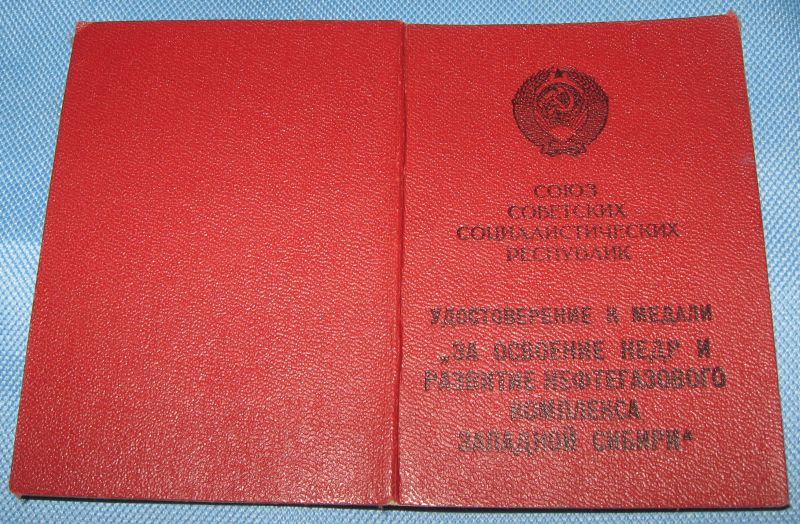 СОЮЗ
СОВЕТСКИХ
СОЦИАЛИСТИЧЕСКИХ
РЕСПУБЛИК
УДОСТОВЕРЕНИЕ К МЕДАЛИ
„ЗА ОСВОЕНИЕ НЕДР И
РАЗВИТИЕ НЕФТЕГАЗОВОГО
КОМПЛЕКСА
ЗАПАДНОЙ СИБИРИ“